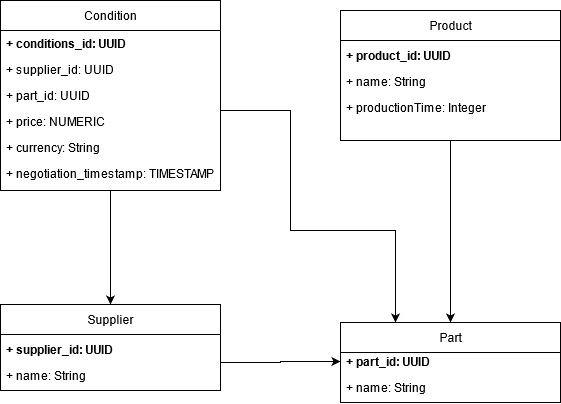 Condition
+ conditions_id: UUID
+ supplier_id: UUID
+ part_id: UUID
+ price: NUMERIC
+ currency: String
+ negotiation_timestamp: TIMESTAMP
Product
+ product_id: UUID
+ name: String
+ productionTime: Integer
Supplier
+ supplier_id: UUID
+ name: String
Part
+ part_id: UUID
+ name: String